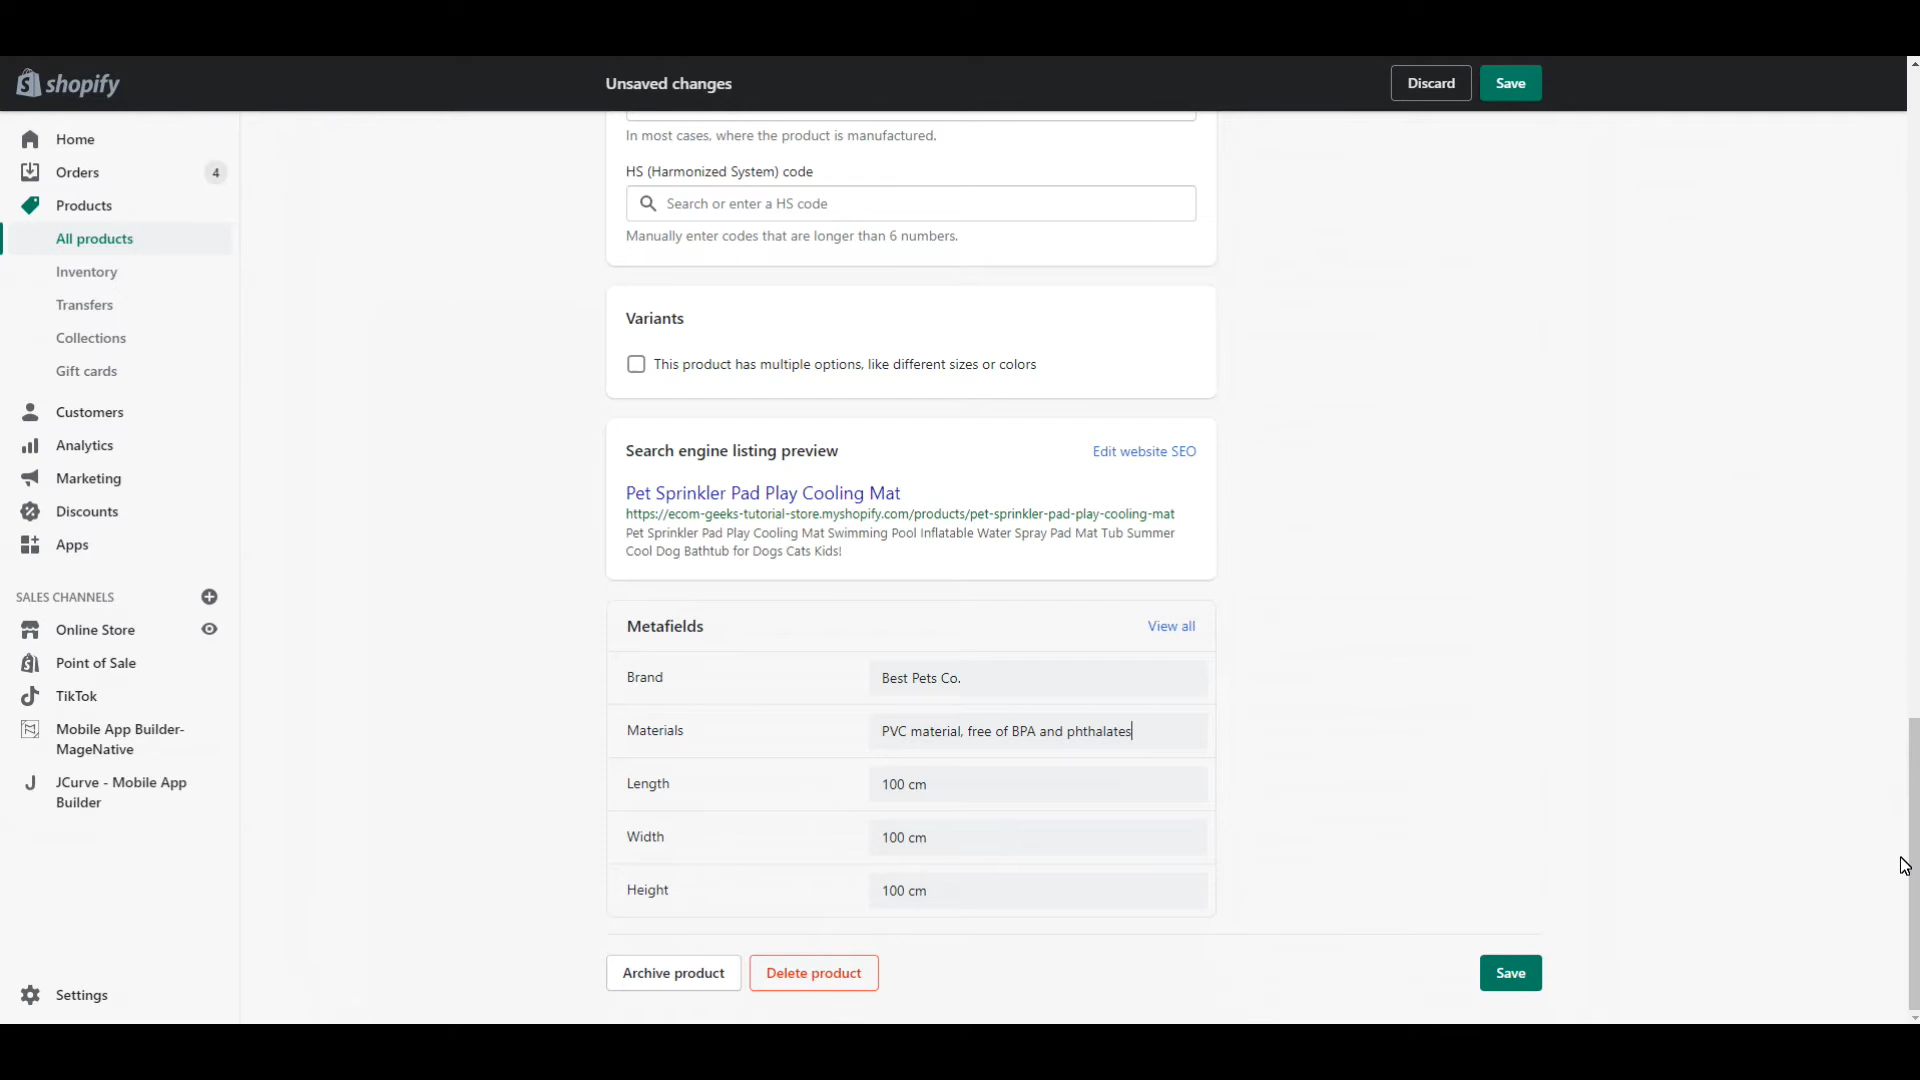 shopify
Unsaved changes
Discard
Save
Home
Orders
4
Products
All products
Inventory
Transfers
Collections
Gift cards
Customers
Analytics
Marketing
Discounts
Apps
SALES CHANNELS
Online Store
Point of Sale
TikTok
Mobile App Builder-
MageNative
J
JCurve - Mobile App
Builder
Settings
In most cases, where the product is manufactured.
HS (Harmonized System) code
Search or enter a HS code
Manually enter codes that are longer than 6 numbers.
Variants
This product has multiple options, like different sizes or colors
Search engine listing preview
Edit website SEO
Pet Sprinkler Pad Play Cooling Mat
https://ecom-geeks-tutorial-store.myshopify.com/products/pet-sprinkler-pad-play-cooling-mat
Pet Sprinkler Pad Play Cooling Mat Swimming Pool Inflatable Water Spray Pad Mat Tub Summer
Cool Dog Bathtub for Dogs Cats Kids!
Metafields
View all
Brand
Best Pets Co.
Materials
PVC material, free of BPA and phthalates
Length
100 cm
Width
100 cm
Height
100 cm
Archive product
Delete product
Save